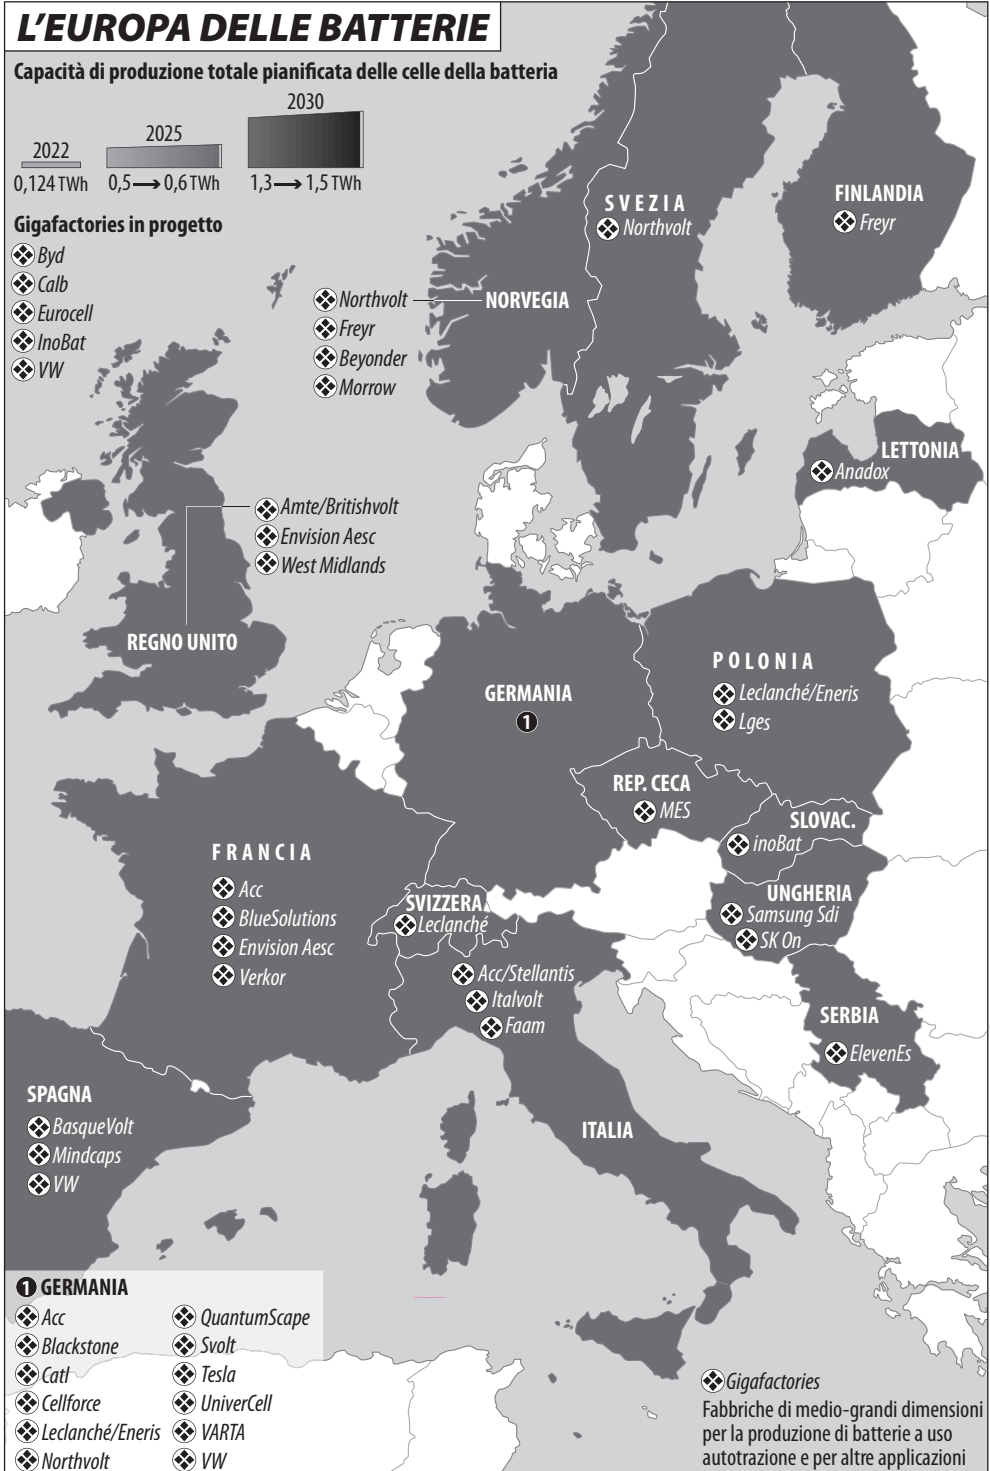 L'EUROPA DELLE BATTERIE
Capacità di produzione totale pianificata delle celle della batteria
2022
0,124 TWh
2025
0,5→0,6 TWh
2030
1,3→1,5 TWh
Gigafactories in progetto
Byd
Calb
Eurocell
InoBat
VW
SVEZIA
Northvolt
FINLANDIA
Freyr
NORVEGIA
Northvolt
Freyr
Beyonder
Morrow
LETTONIA
Anadox
Amte/Britishvolt
Envision Aesc
West Midlands
REGNO UNITO
GERMANIA
1
POLONIA
Leclanché/Eneris
Lges
REP. CECA
MES
SLOVAC.
inoBat
FRANCIA
Acc
BlueSolutions
Envision Aesc
Verkor
SVIZZERA
Leclanché
UNGHERIA
Samsung Sdi
SK On
Acc/Stellantis
Italvolt
Faam
ITALIA
SERBIA
ElevenEs
SPAGNA
BasqueVolt
Mindcaps
VW
1 GERMANIA
Acc
Blackstone
Catl
Cellforce
Leclanché/Eneris
Northvolt
QuantumScape
Svolt
Tesla
UniverCell
VARTA
VW
Gigafactories
Fabbriche di medio-grandi dimensioni
per la produzione di batterie a uso
autotrazione e per altre applicazioni